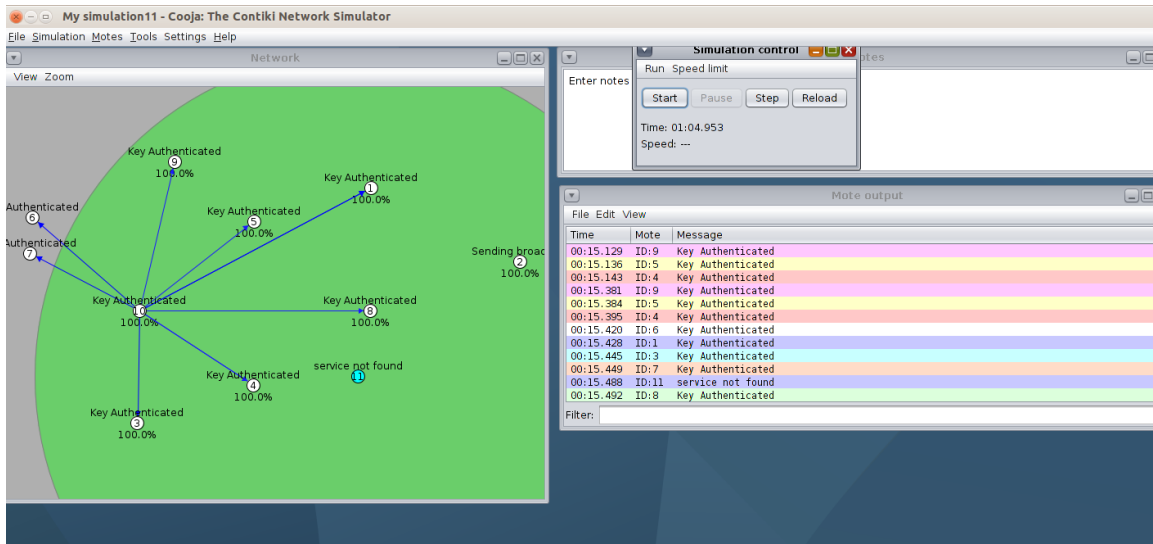 My simulation11 - Cooja: The Contiki Network Simulator
File Simulation Motes Tools Settings Help
Network
View Zoom
Key Authenticated
9
100.0%
Key Authenticated
1
100.0%
Authenticated
6
Key Authenticated
5
100.0%
Authenticated
7
Sending broad
2
100.0%
Key Authenticated
10
100.0%
Key Authenticated
8
100.0%
service not found
11
Key Authenticated
4
100.0%
Key Authenticated
3
100.0%
otes
Enter notes
Simulation control
Run Speed limit
Start Pause Step Reload
Time: 01:04.953
Speed: ---
Mote output
File Edit View
Time Mote Message
00:15.129 ID:9 Key Authenticated
00:15.136 ID:5 Key Authenticated
00:15.143 ID:4 Key Authenticated
00:15.381 ID:9 Key Authenticated
00:15.384 ID:5 Key Authenticated
00:15.395 ID:4 Key Authenticated
00:15.420 ID:6 Key Authenticated
00:15.428 ID:1 Key Authenticated
00:15.445 ID:3 Key Authenticated
00:15.449 ID:7 Key Authenticated
00:15.488 ID:11 service not found
00:15.492 ID:8 Key Authenticated
Filter: